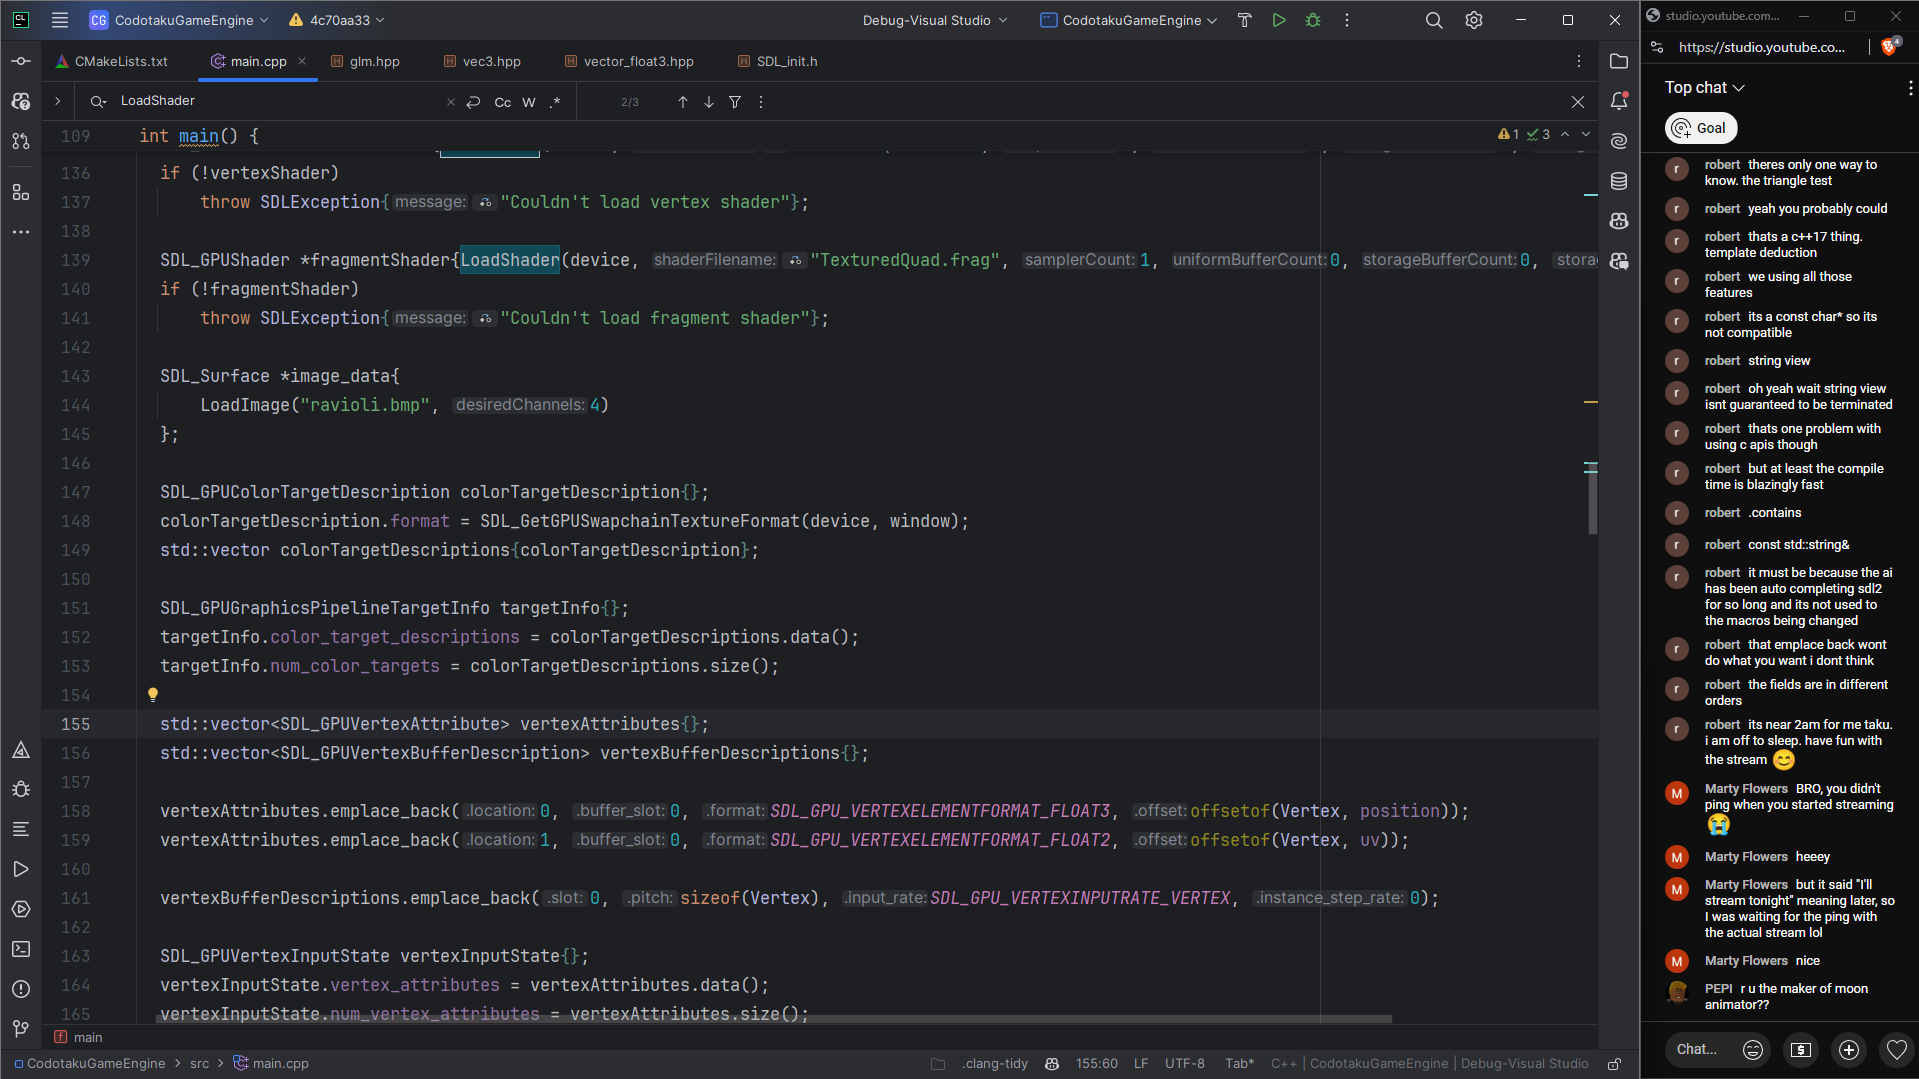 CL
CG CodotakuGameEngine
4c70aa33
Debug-Visual Studio
CodotakuGameEngine
CMakeLists.txt
main.cpp
glm.hpp
vec3.hpp
vector_float3.hpp
SDL_init.h
LoadShader
Cc W .*
2/3
109 int main() {
1 3
136 if (!vertexShader)
137 throw SDLException{ message: "Couldn't load vertex shader"};
138
139 SDL_GPUShader *fragmentShader{LoadShader(device, shaderFilename: "TexturedQuad.frag", samplerCount: 1, uniformBufferCount: 0, storageBufferCount: 0, storag
140 if (!fragmentShader)
141 throw SDLException{ message: "Couldn't load fragment shader"};
142
143 SDL_Surface *image_data{
144 LoadImage("ravioli.bmp", desiredChannels: 4)
145 };
146
147 SDL_GPUColorTargetDescription colorTargetDescription{};
148 colorTargetDescription.format = SDL_GetGPUSwapchainTextureFormat(device, window);
149 std::vector colorTargetDescriptions{colorTargetDescription};
150
151 SDL_GPUGraphicsPipelineTargetInfo targetInfo{};
152 targetInfo.color_target_descriptions = colorTargetDescriptions.data();
153 targetInfo.num_color_targets = colorTargetDescriptions.size();
154
155 std::vector<SDL_GPUVertexAttribute> vertexAttributes{};
156 std::vector<SDL_GPUVertexBufferDescription> vertexBufferDescriptions{};
157
158 vertexAttributes.emplace_back( .location: 0, .buffer_slot: 0, .format: SDL_GPU_VERTEXELEMENTFORMAT_FLOAT3, .offset: offsetof(Vertex, position));
159 vertexAttributes.emplace_back( .location: 1, .buffer_slot: 0, .format: SDL_GPU_VERTEXELEMENTFORMAT_FLOAT2, .offset: offsetof(Vertex, uv));
160
161 vertexBufferDescriptions.emplace_back( .slot: 0, .pitch: sizeof(Vertex), .input_rate: SDL_GPU_VERTEXINPUTRATE_VERTEX, .instance_step_rate: 0);
162
163 SDL_GPUVertexInputState vertexInputState{};
164 vertexInputState.vertex_attributes = vertexAttributes.data();
165 vertexInputState.num_vertex_attributes = vertexAttributes.size();
main
CodotakuGameEngine > src > main.cpp
.clang-tidy
155:60
LF
UTF-8
Tab*
C++ | CodotakuGameEngine | Debug-Visual Studio
studio.youtube.com...
https://studio.youtube.co...
4
Top chat
Goal
robert theres only one way to
know. the triangle test
robert yeah you probably could
robert thats a c++17 thing.
template deduction
robert we using all those
features
robert its a const char* so its
not compatible
robert string view
robert oh yeah wait string view
isnt guaranteed to be terminated
robert thats one problem with
using c apis though
robert but at least the compile
time is blazingly fast
robert .contains
robert const std::string&
robert it must be because the ai
has been auto completing sdl2
for so long and its not used to
the macros being changed
robert that emplace back wont
do what you want i dont think
robert the fields are in different
orders
robert its near 2am for me taku.
i am off to sleep. have fun with
the stream 😊
Marty Flowers BRO, you didn't
ping when you started streaming
😭
Marty Flowers heeey
Marty Flowers but it said "I'll
stream tonight" meaning later, so
I was waiting for the ping with
the actual stream lol
Marty Flowers nice
PEPI r u the maker of moon
animator??
Chat...